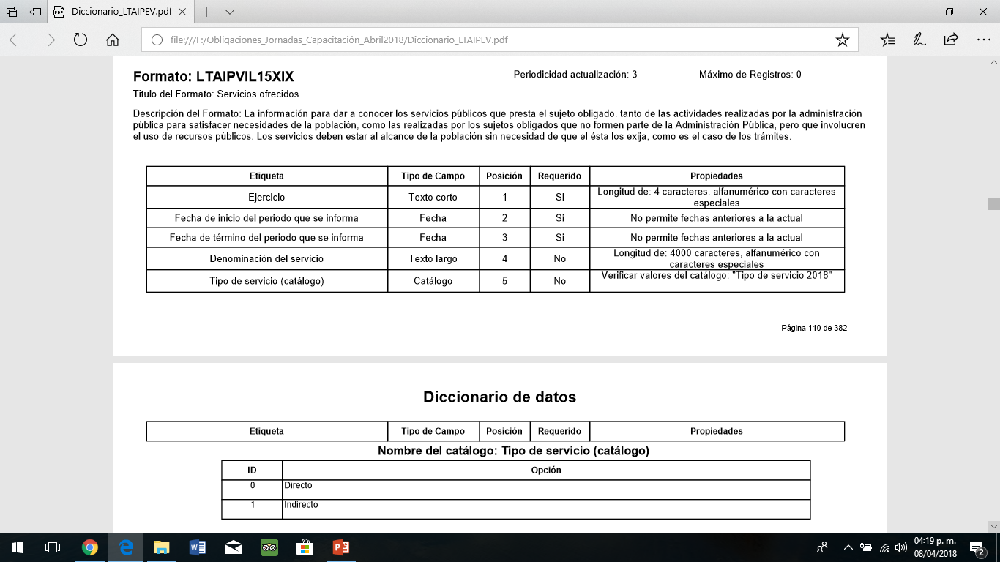 Diccionario_LTAIPEV.pdf
file:///F:/Obligaciones_Jornadas_Capacitación_Abril2018/Diccionario_LTAIPEV.pdf
Formato: LTAIPVIL15XIX Periodicidad actualización: 3 Máximo de Registros: 0
Titulo del Formato: Servicios ofrecidos
Descripción del Formato: La información para dar a conocer los servicios públicos que presta el sujeto obligado, tanto de las actividades realizadas por la administración
pública para satisfacer necesidades de la población, como las realizadas por los sujetos obligados que no formen parte de la Administración Pública, pero que involucren
el uso de recursos públicos. Los servicios deben estar al alcance de la población sin necesidad de que el ésta los exija, como es el caso de los trámites.
Etiqueta Tipo de Campo Posición Requerido Propiedades
Ejercicio Texto corto 1 Si Longitud de: 4 caracteres, alfanumérico con caracteres
especiales
Fecha de inicio del periodo que se informa Fecha 2 Si No permite fechas anteriores a la actual
Fecha de término del periodo que se informa Fecha 3 Si No permite fechas anteriores a la actual
Denominación del servicio Texto largo 4 No Longitud de: 4000 caracteres, alfanumérico con
caracteres especiales
Tipo de servicio (catálogo) Catálogo 5 No Verificar valores del catálogo: "Tipo de servicio 2018"
Página 110 de 382
Diccionario de datos
Etiqueta Tipo de Campo Posición Requerido Propiedades
Nombre del catálogo: Tipo de servicio (catálogo)
ID Opción
0 Directo
1 Indirecto
04:19 p. m.
08/04/2018
2